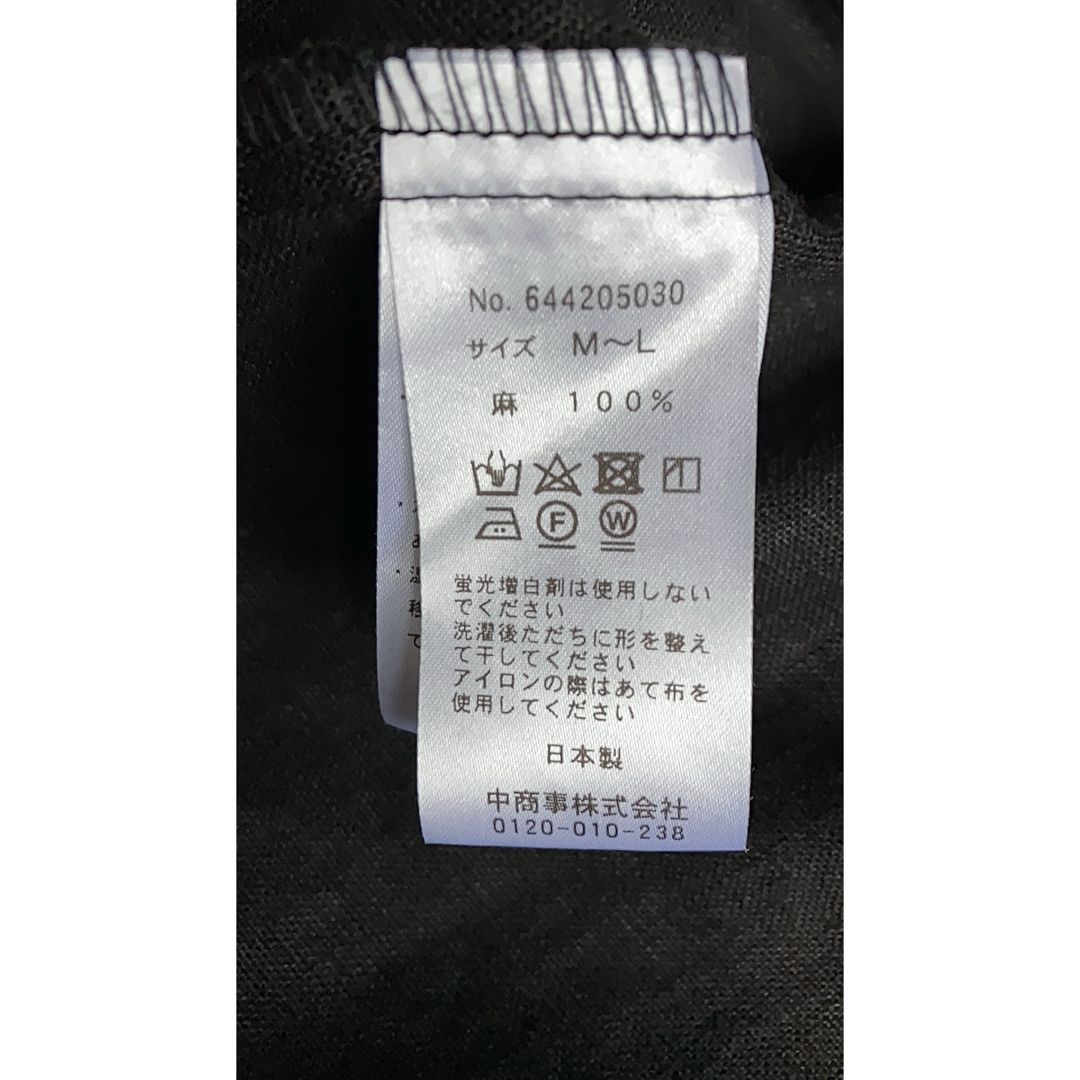 No. 644205030
サイズ M～L
麻 100%
F W
蛍光増白剤は使用しない
でください
洗濯後ただちに形を整え
て干してください
アイロンの際はあて布を
使用してください
日本製
中商事株式会社
0120-010-238